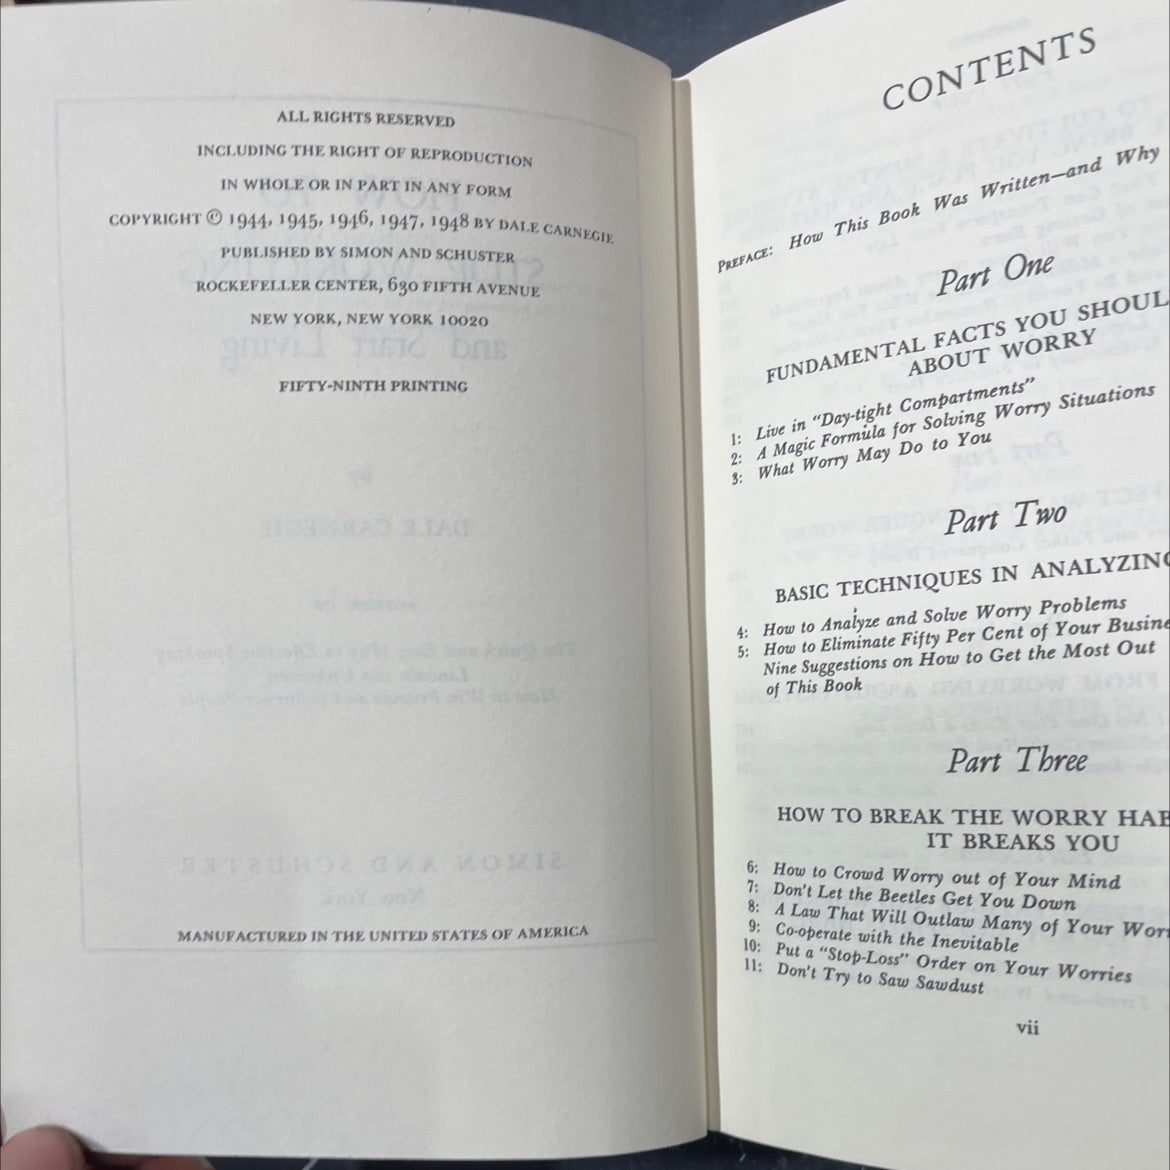 ALL RIGHTS RESERVED
INCLUDING THE RIGHT OF REPRODUCTION
IN WHOLE OR IN PART IN ANY FORM
COPYRIGHT © 1944, 1945, 1946, 1947, 1948 BY DALE CARNEGIE
PUBLISHED BY SIMON AND SCHUSTER
ROCKEFELLER CENTER, 630 FIFTH AVENUE
NEW YORK, NEW YORK 10020
FIFTY-NINTH PRINTING
MANUFACTURED IN THE UNITED STATES OF AMERICA
CONTENTS
PREFACE: How This Book Was Written—and Why
Part One
FUNDAMENTAL FACTS YOU SHOUL
ABOUT WORRY
1: Live in “Day-tight Compartments”
2: A Magic Formula for Solving Worry Situations
3: What Worry May Do to You
Part Two
BASIC TECHNIQUES IN ANALYZING
4: How to Analyze and Solve Worry Problems
5: How to Eliminate Fifty Per Cent of Your Busine
Nine Suggestions on How to Get the Most Out
of This Book
Part Three
HOW TO BREAK THE WORRY HAB
IT BREAKS YOU
6: How to Crowd Worry out of Your Mind
7: Don't Let the Beetles Get You Down
8: A Law That Will Outlaw Many of Your Wor
9: Co-operate with the Inevitable
10: Put a “Stop-Loss” Order on Your Worries
11: Don't Try to Saw Sawdust
vii